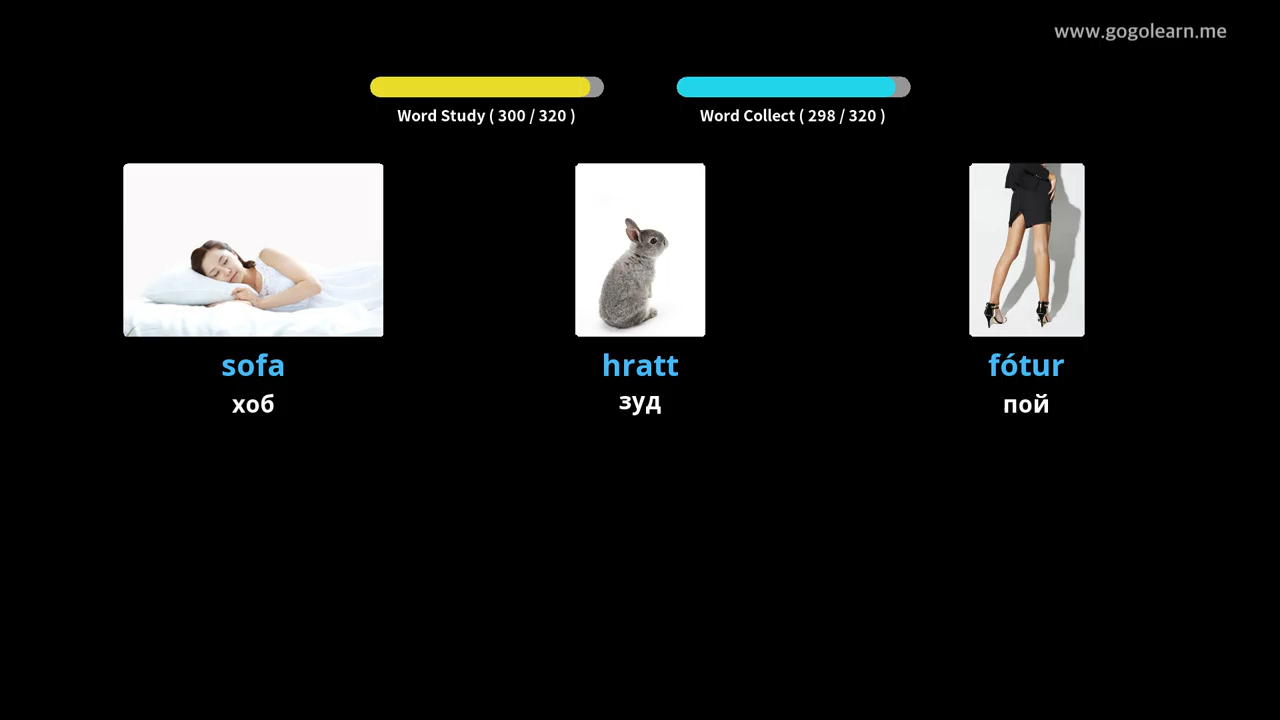 www.gogolearn.me
Word Study ( 300 / 320 )
Word Collect ( 298 / 320 )
sofa
hratt
fótur
хоб
зуд
пой